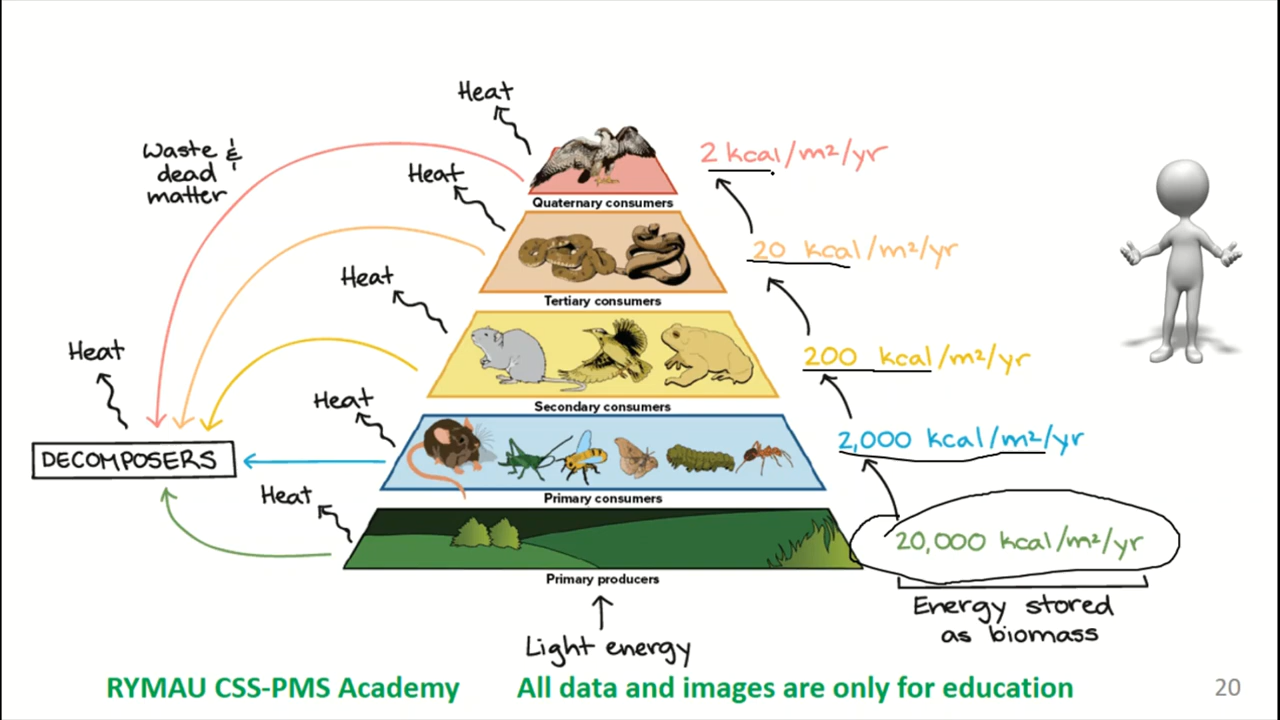 Heat
Waste &
dead
matter
2 kcal/m²/yr
Heat
Quaternary consumers
20 kcal/m²/yr
Heat
Tertiary consumers
Heat
200 kcal/m²/yr
Heat
Secondary consumers
2,000 kcal/m²/yr
DECOMPOSERS
Primary consumers
Heat
20,000 kcal/m²/yr
Primary producers
Energy stored
as biomass
Light energy
RYMAU CSS-PMS Academy All data and images are only for education 20